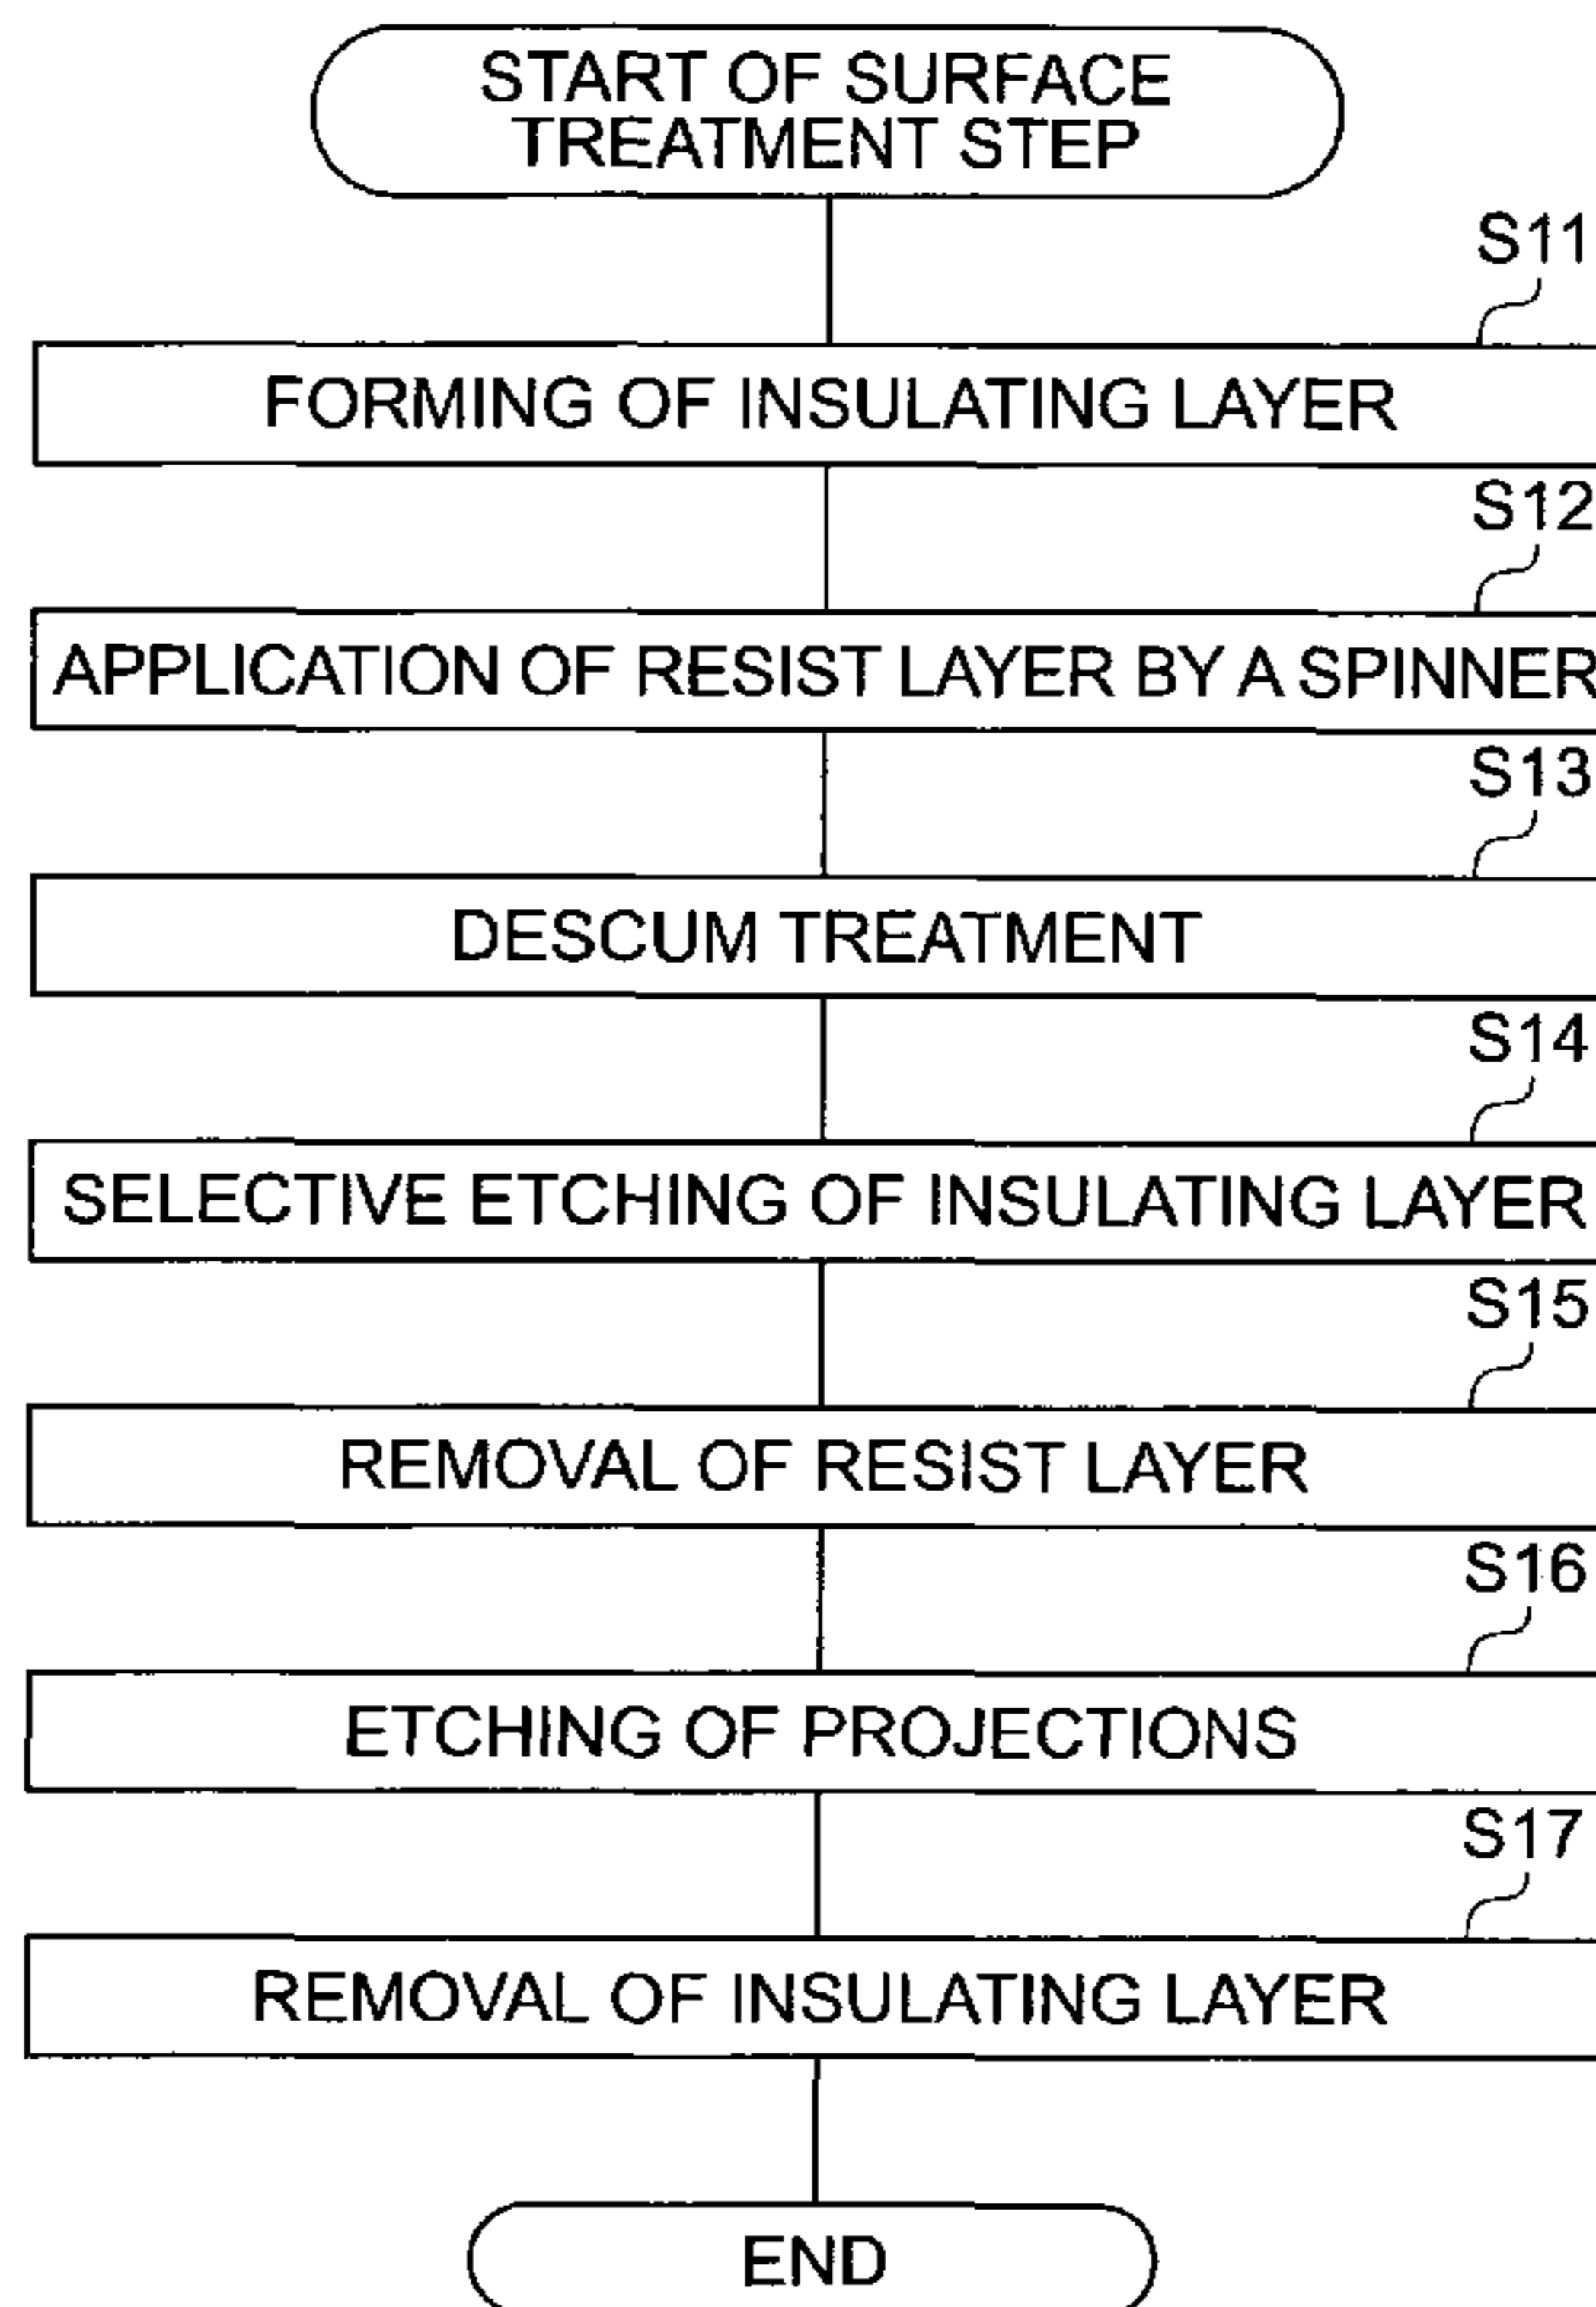 START OF SURFACE
TREATMENT STEP
S11
FORMING OF INSULATING LAYER
S12
APPLICATION OF RESIST LAYER BY A SPINNER
S13
DESCUM TREATMENT
S14
SELECTIVE ETCHING OF INSULATING LAYER
S15
REMOVAL OF RESIST LAYER
S16
ETCHING OF PROJECTIONS
S17
REMOVAL OF INSULATING LAYER
END